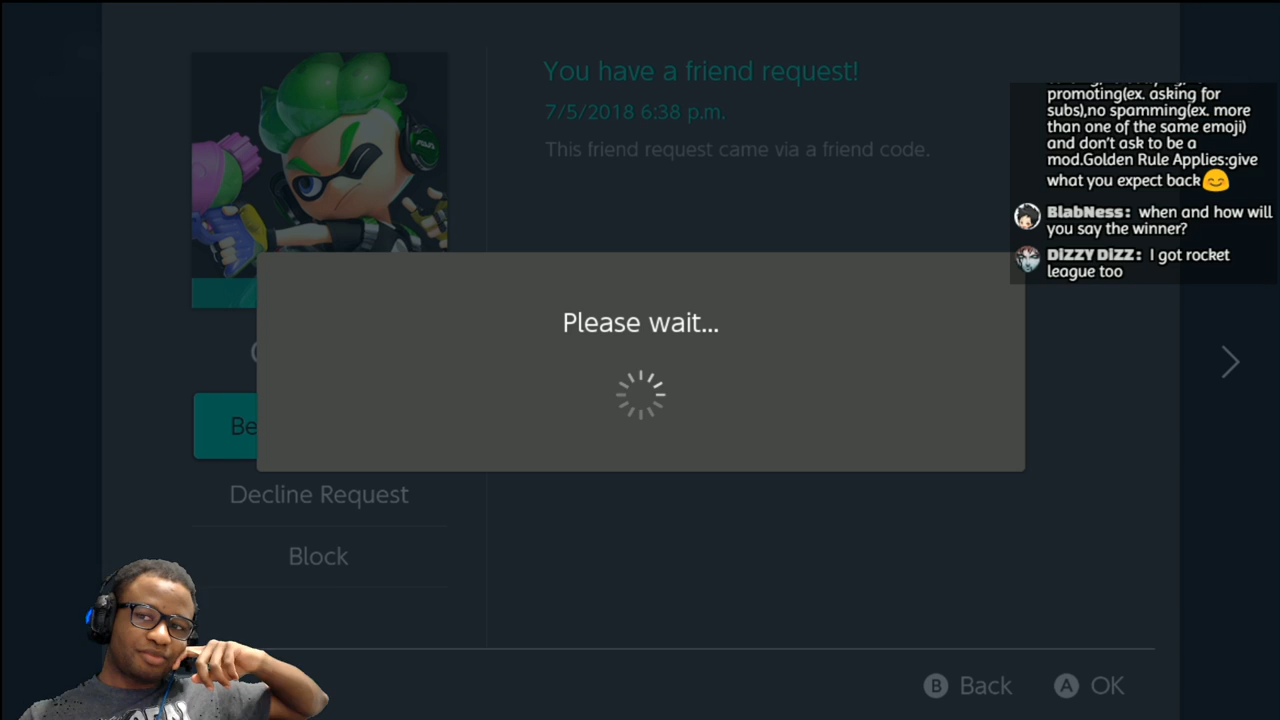 You have a friend request!
7/5/2018 6:38 p.m.
This friend request came via a friend code.
promoting(ex. asking for
subs),no spamming(ex. more
than one of the same emoji)
and don't ask to be a
mod.Golden Rule Applies:give
what you expect back😊
BlabNess: when and how will
you say the winner?
DiZZY DiZZ: I got rocket
league too
Please wait...
Be
Decline Request
Block
B Back
A OK